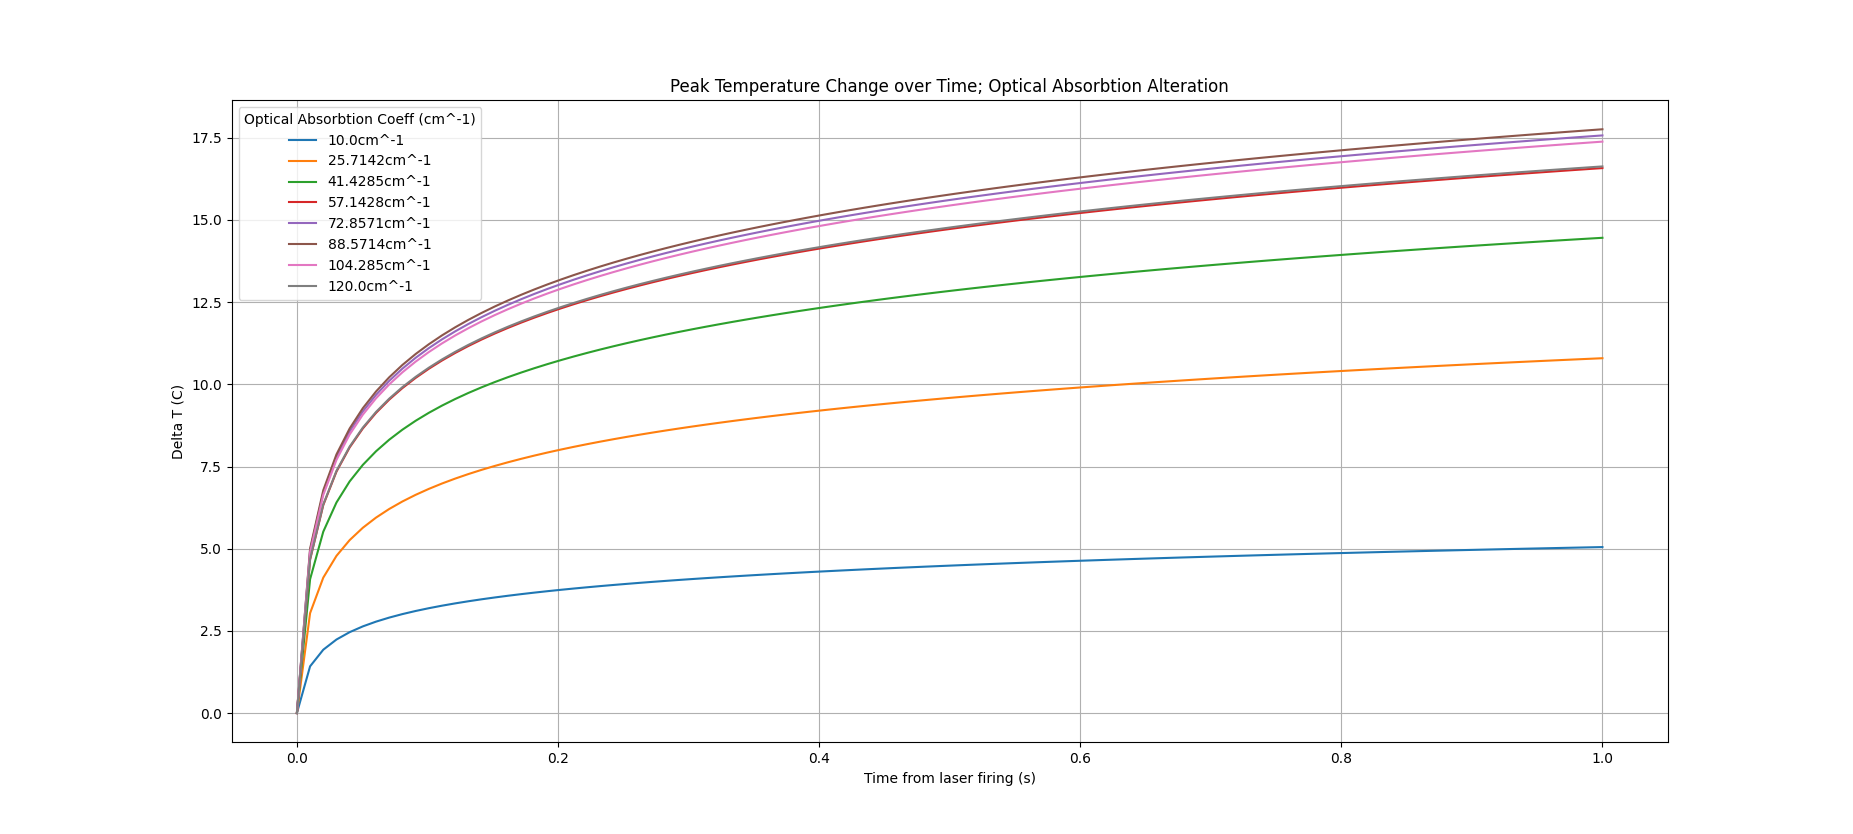 Peak Temperature Change over Time; Optical Absorbtion Alteration
Optical Absorbtion Coeff (cm^-1)
10.0cm^-1
25.7142cm^-1
41.4285cm^-1
57.1428cm^-1
72.8571cm^-1
88.5714cm^-1
104.285cm^-1
120.0cm^-1
17.5
15.0
12.5
10.0
7.5
5.0
2.5
0.0
Delta T (C)
0.0 0.2 0.4 0.6 0.8 1.0
Time from laser firing (s)